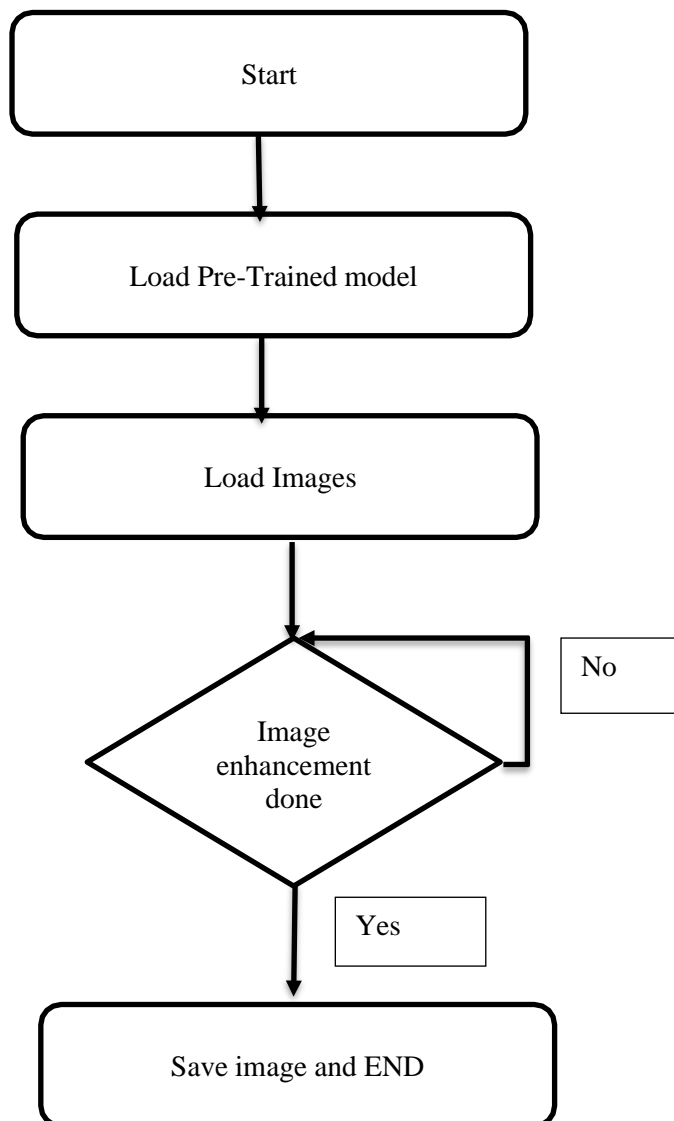 Start
Load Pre-Trained model
Load Images
No
Image
enhancement
done
Yes
Save image and END